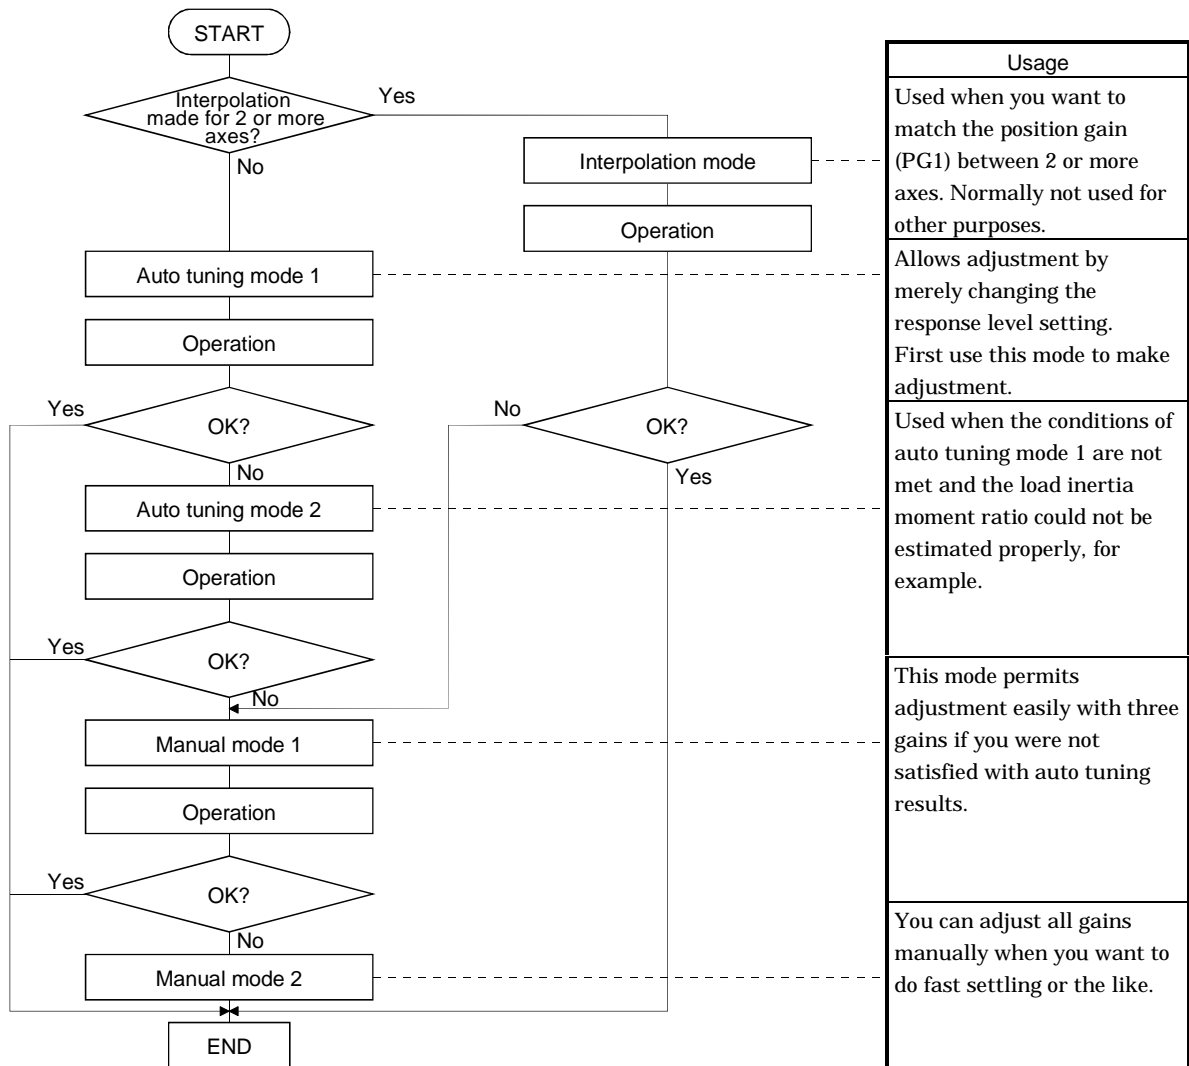 START
Interpolation
made for 2 or more
axes?
Yes
No
Interpolation mode
Operation
Auto tuning mode 1
Operation
Yes
OK?
No
No
OK?
Yes
Auto tuning mode 2
Operation
Yes
OK?
No
Manual mode 1
Operation
Yes
OK?
No
Manual mode 2
END
Usage
Used when you want to
match the position gain
(PG1) between 2 or more
axes. Normally not used for
other purposes.
Allows adjustment by
merely changing the
response level setting.
First use this mode to make
adjustment.
Used when the conditions of
auto tuning mode 1 are not
met and the load inertia
moment ratio could not be
estimated properly, for
example.
This mode permits
adjustment easily with three
gains if you were not
satisfied with auto tuning
results.
You can adjust all gains
manually when you want to
do fast settling or the like.